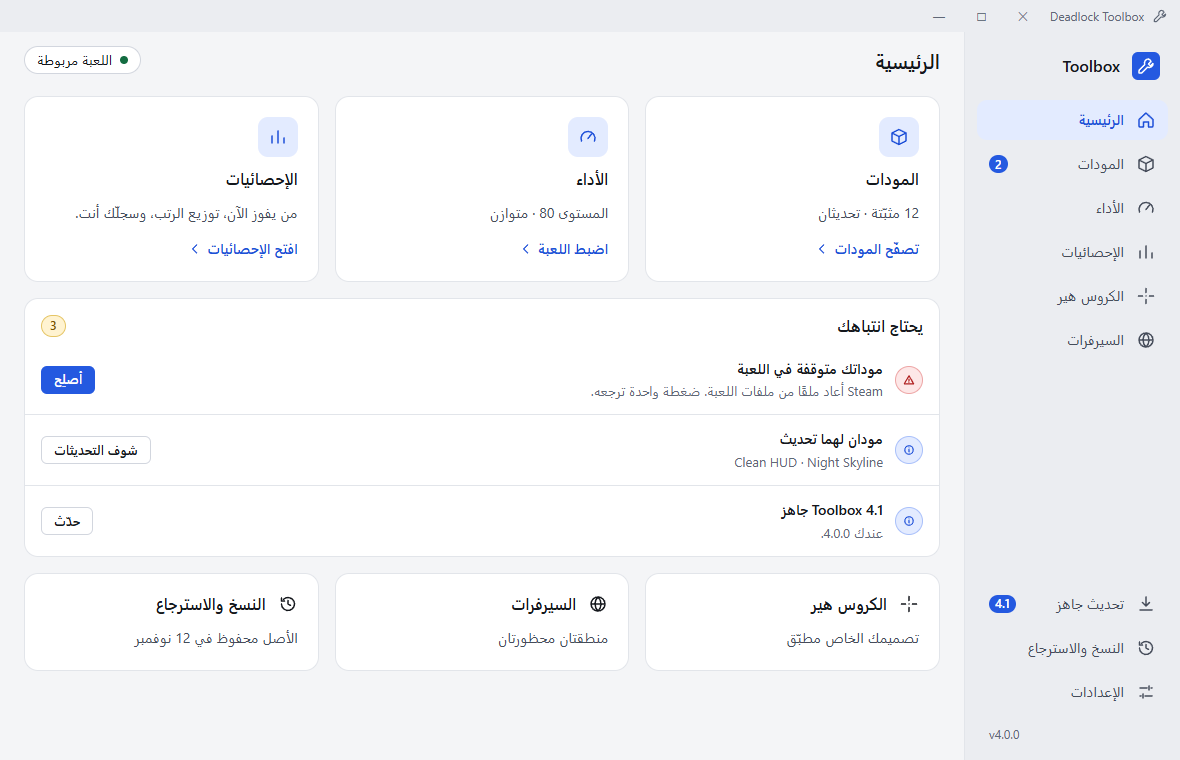 Deadlock Toolbox
Toolbox
الرئيسية
المودات
2
الأداء
الإحصائيات
الكروس هير
السيرفرات
تحديث جاهز
4.1
النسخ والاسترجاع
الإعدادات
v4.0.0
الرئيسية
اللعبة مربوطة
المودات
12 مثبّتة · تحديثان
تصفّح المودات
الأداء
المستوى 80 · متوازن
اضبط اللعبة
الإحصائيات
من يفوز الآن، توزيع الرتب، وسجلّك أنت.
افتح الإحصائيات
يحتاج انتباهك
3
موداتك متوقفة في اللعبة
Steam أعاد ملفًا من ملفات اللعبة. ضغطة واحدة ترجعه.
أصلح
مودان لهما تحديث
Clean HUD · Night Skyline
شوف التحديثات
Toolbox 4.1 جاهز
عندك 4.0.0.
حدّث
الكروس هير
تصميمك الخاص مطبّق
السيرفرات
منطقتان محظورتان
النسخ والاسترجاع
الأصل محفوظ في 12 نوفمبر